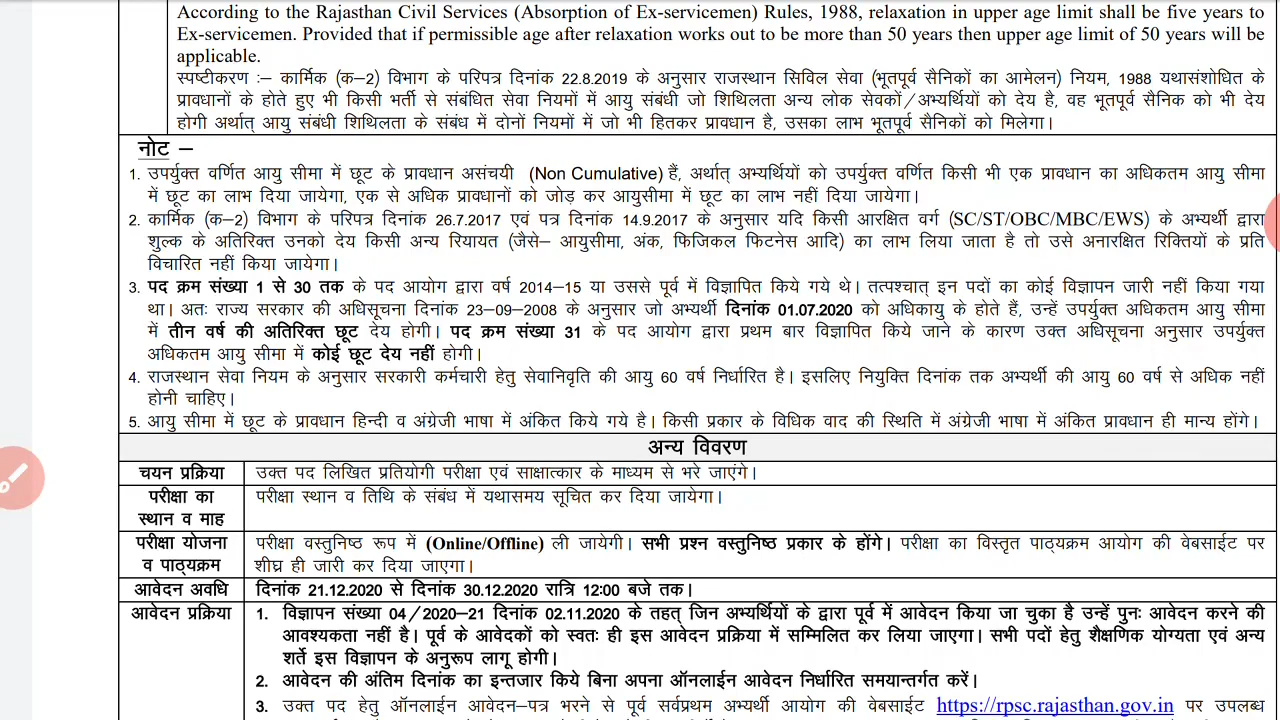 According to the Rajasthan Civil Services (Absorption of Ex-servicemen) Rules, 1988, relaxation in upper age limit shall be five years to
Ex-servicemen. Provided that if permissible age after relaxation works out to be more than 50 years then upper age limit of 50 years will be
applicable.
स्पष्टीकरण :– कार्मिक (क–2) विभाग के परिपत्र दिनांक 22.8.2019 के अनुसार राजस्थान सिविल सेवा (भूतपूर्व सैनिकों का आमेलन) नियम, 1988 यथासंशोधित के
प्रावधानों के होते हुए भी किसी भर्ती से संबंधित सेवा नियमों में आयु संबंधी जो शिथिलता अन्य लोक सेवकों/अभ्यर्थियों को देय है, वह भूतपूर्व सैनिक को भी देय
होगी अर्थात् आयु संबंधी शिथिलता के संबंध में दोनों नियमों में जो भी हितकर प्रावधान है, उसका लाभ भूतपूर्व सैनिकों को मिलेगा।
नोट –
1. उपर्युक्त वर्णित आयु सीमा में छूट के प्रावधान असंचयी (Non Cumulative) हैं, अर्थात् अभ्यर्थियों को उपर्युक्त वर्णित किसी भी एक प्रावधान का अधिकतम आयु सीमा
में छूट का लाभ दिया जायेगा, एक से अधिक प्रावधानों को जोड़ कर आयुसीमा में छूट का लाभ नहीं दिया जायेगा।
2. कार्मिक (क–2) विभाग के परिपत्र दिनांक 26.7.2017 एवं पत्र दिनांक 14.9.2017 के अनुसार यदि किसी आरक्षित वर्ग (SC/ST/OBC/MBC/EWS) के अभ्यर्थी द्वारा
शुल्क के अतिरिक्त उनको देय किसी अन्य रियायत (जैसे– आयुसीमा, अंक, फिजिकल फिटनेस आदि) का लाभ लिया जाता है तो उसे अनारक्षित रिक्तियों के प्रति
विचारित नहीं किया जायेगा।
3. पद क्रम संख्या 1 से 30 तक के पद आयोग द्वारा वर्ष 2014–15 या उससे पूर्व में विज्ञापित किये गये थे। तत्पश्चात् इन पदों का कोई विज्ञापन जारी नहीं किया गया
था। अतः राज्य सरकार की अधिसूचना दिनांक 23–09–2008 के अनुसार जो अभ्यर्थी दिनांक 01.07.2020 को अधिकायु के होते हैं, उन्हें उपर्युक्त अधिकतम आयु सीमा
में तीन वर्ष की अतिरिक्त छूट देय होगी। पद क्रम संख्या 31 के पद आयोग द्वारा प्रथम बार विज्ञापित किये जाने के कारण उक्त अधिसूचना अनुसार उपर्युक्त
अधिकतम आयु सीमा में कोई छूट देय नहीं होगी।
4. राजस्थान सेवा नियम के अनुसार सरकारी कर्मचारी हेतु सेवानिवृति की आयु 60 वर्ष निर्धारित है। इसलिए नियुक्ति दिनांक तक अभ्यर्थी की आयु 60 वर्ष से अधिक नहीं
होनी चाहिए।
5. आयु सीमा में छूट के प्रावधान हिन्दी व अंग्रेजी भाषा में अंकित किये गये है। किसी प्रकार के विधिक वाद की स्थिति में अंग्रेजी भाषा में अंकित प्रावधान ही मान्य होंगे।
अन्य विवरण
चयन प्रक्रिया उक्त पद लिखित प्रतियोगी परीक्षा एवं साक्षात्कार के माध्यम से भरे जाएंगे।
परीक्षा का परीक्षा स्थान व तिथि के संबंध में यथासमय सूचित कर दिया जायेगा।
स्थान व माह
परीक्षा योजना परीक्षा वस्तुनिष्ठ रूप में (Online/Offline) ली जायेगी। सभी प्रश्न वस्तुनिष्ठ प्रकार के होंगे। परीक्षा का विस्तृत पाठ्यक्रम आयोग की वेबसाईट पर
व पाठ्यक्रम शीघ्र ही जारी कर दिया जाएगा।
आवेदन अवधि दिनांक 21.12.2020 से दिनांक 30.12.2020 रात्रि 12:00 बजे तक।
आवेदन प्रक्रिया 1. विज्ञापन संख्या 04/2020–21 दिनांक 02.11.2020 के तहत् जिन अभ्यर्थियों के द्वारा पूर्व में आवेदन किया जा चुका है उन्हें पुनः आवेदन करने की
आवश्यकता नहीं है। पूर्व के आवेदकों को स्वतः ही इस आवेदन प्रक्रिया में सम्मिलित कर लिया जाएगा। सभी पदों हेतु शैक्षणिक योग्यता एवं अन्य
शर्ते इस विज्ञापन के अनुरूप लागू होगी।
2. आवेदन की अंतिम दिनांक का इन्तजार किये बिना अपना ऑनलाईन आवेदन निर्धारित समयान्तर्गत करें।
3. उक्त पद हेतु ऑनलाईन आवेदन–पत्र भरने से पूर्व सर्वप्रथम अभ्यर्थी आयोग की वेबसाईट https://rpsc.rajasthan.gov.in पर उपलब्ध